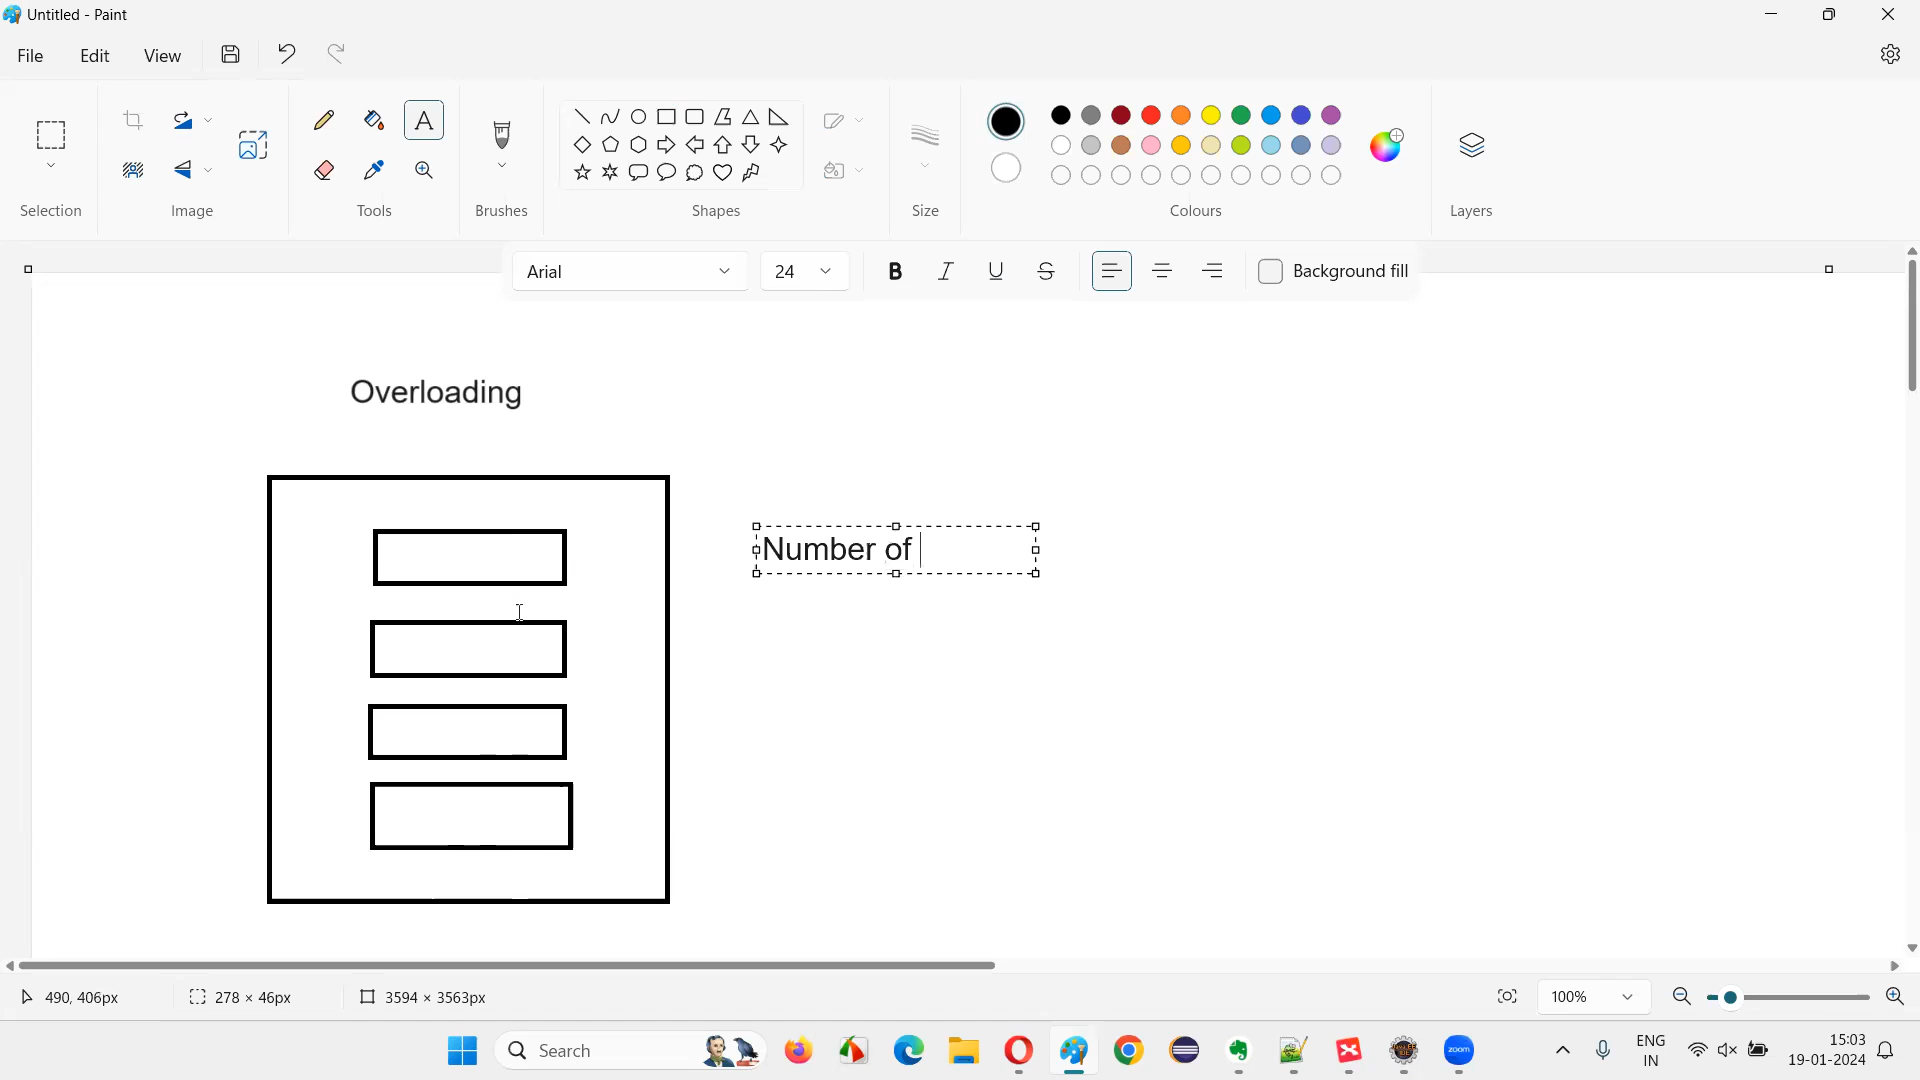 Untitled - Paint
File Edit View
Selection Image Tools Brushes Shapes Size Colours Layers
Arial 24 B I U S Background fill
Overloading
Number of
490, 406px 278 × 46px 3594 × 3563px 100%
Search zoom ENG
IN 15:03
19-01-2024